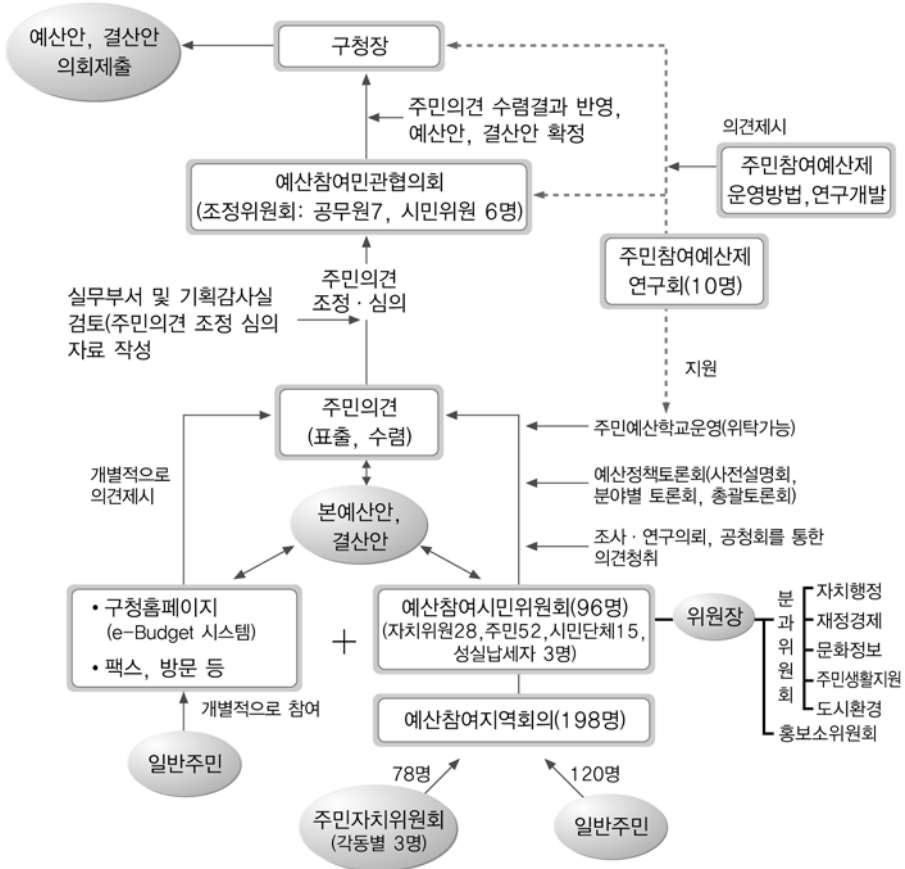 예산안, 결산안
의회제출
구청장
주민의견 수렴결과 반영,
예산안, 결산안 확정
의견제시
주민참여예산제
운영방법,연구개발
예산참여민관협의회
(조정위원회: 공무원7, 시민위원 6명)
주민참여예산제
연구회(10명)
실무부서 및 기획감사실
검토(주민의견 조정 심의
자료 작성
주민의견
조정·심의
지원
주민의견
(표출, 수렴)
주민예산학교운영(위탁가능)
개별적으로
의견제시
예산정책토론회(사전설명회,
분야별 토론회, 총괄토론회)
본예산안,
결산안
조사·연구의뢰, 공청회를 통한
의견청취
• 구청홈페이지
(e-Budget 시스템)
• 팩스, 방문 등
+
예산참여시민위원회(96명)
(자치위원28,주민52,시민단체15,
성실납세자 3명)
위원장
분과위원회
자치행정
재정경제
문화정보
주민생활지원
도시환경
홍보소위원회
개별적으로 참여
예산참여지역회의(198명)
일반주민
78명
120명
주민자치위원회
(각동별 3명)
일반주민